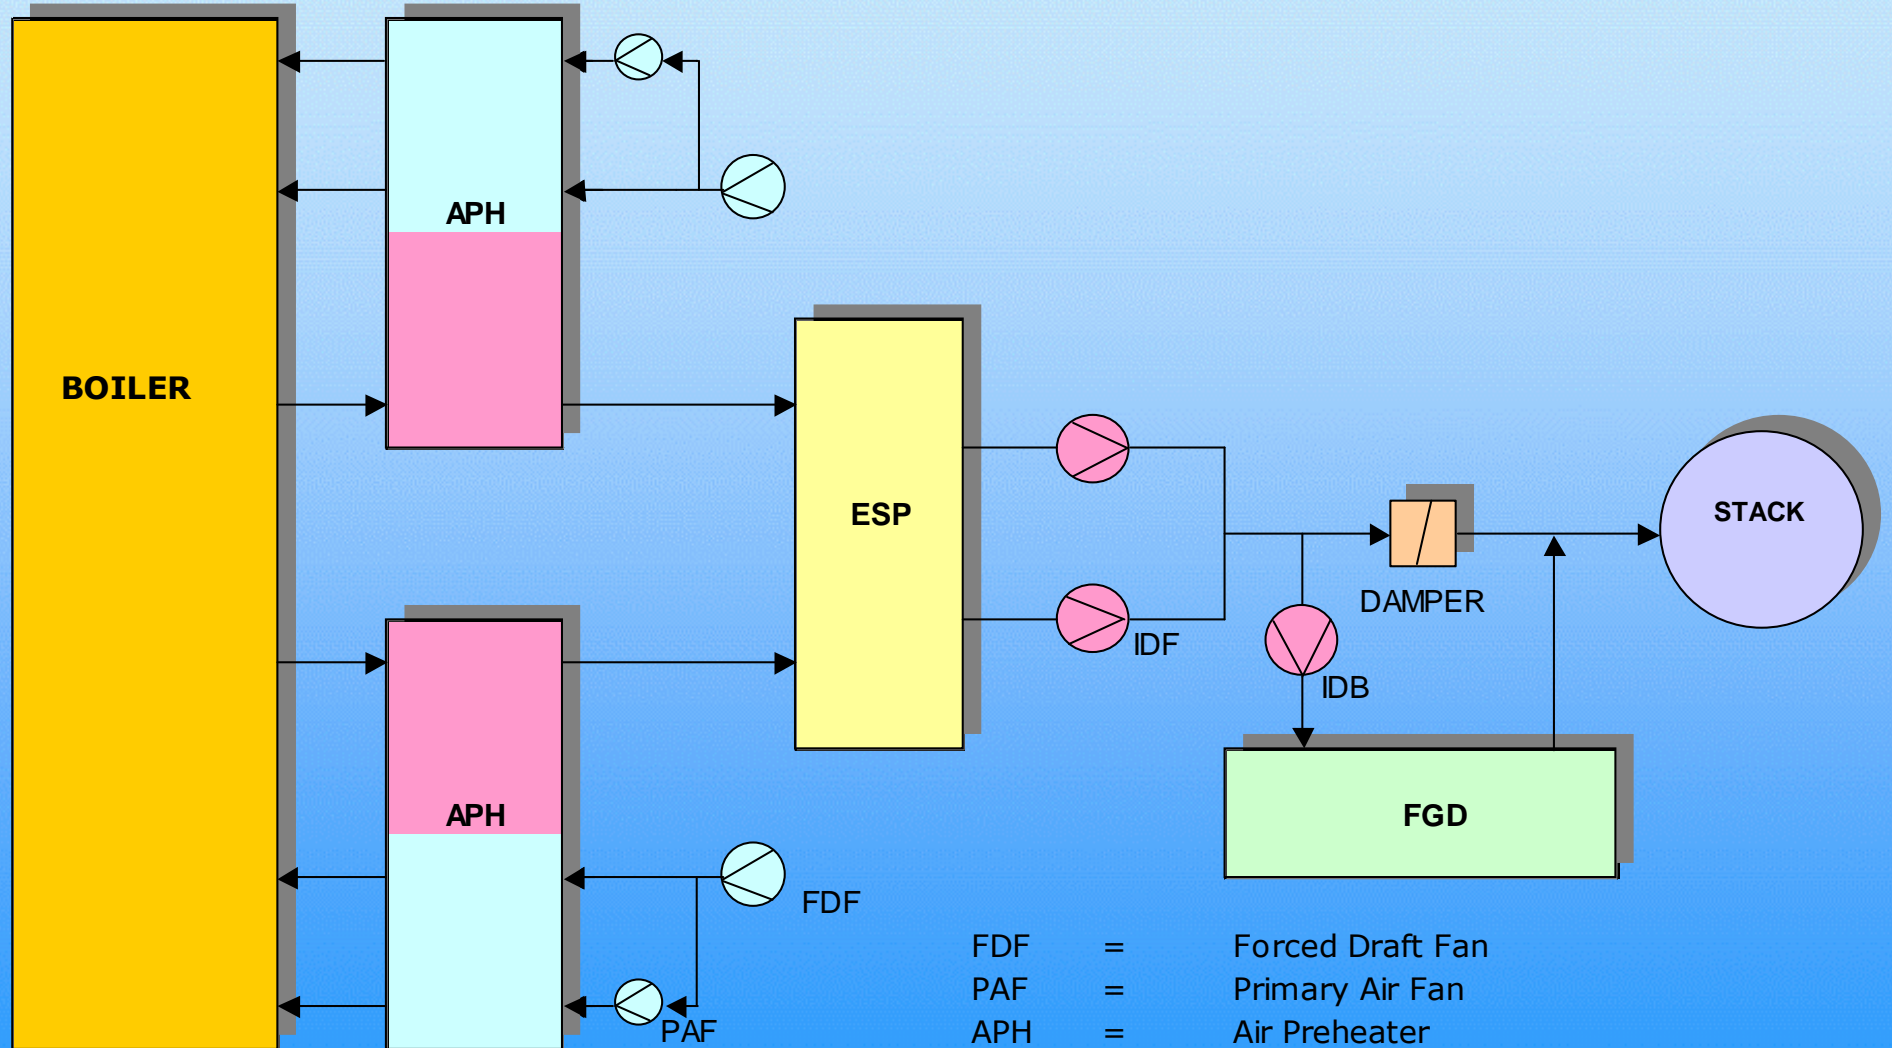 APH
BOILER
ESP
STACK
DAMPER
IDF
IDB
APH
FGD
FDF
PAF
FDF = Forced Draft Fan
PAF = Primary Air Fan
APH = Air Preheater